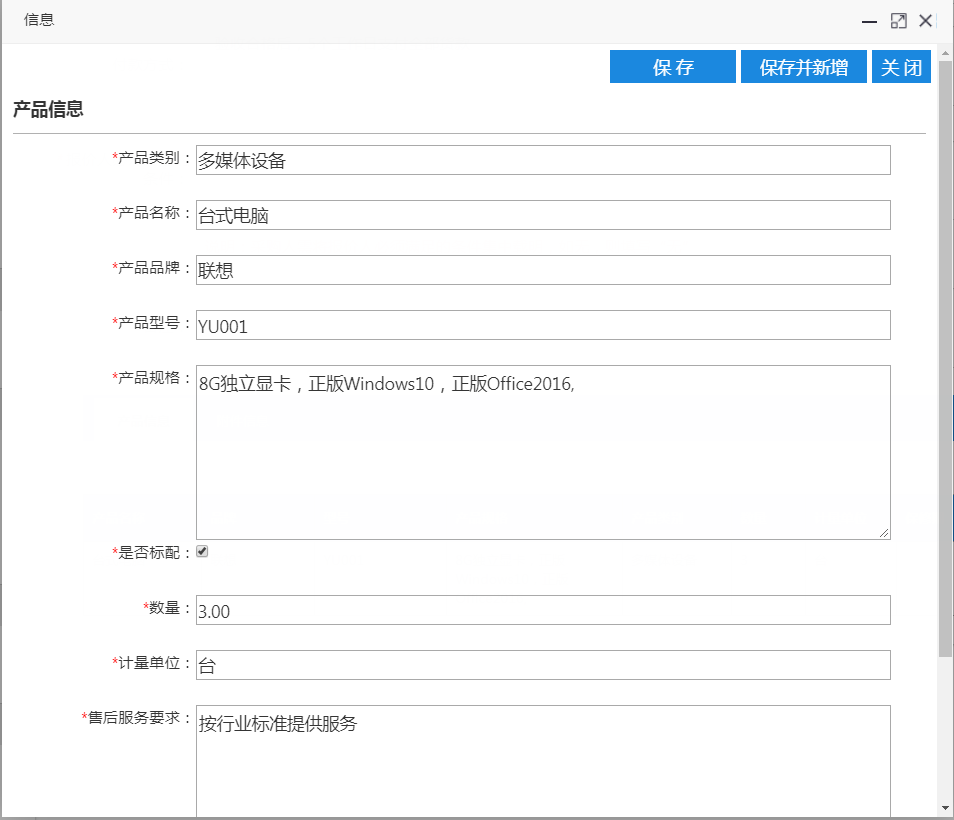 信息
保 存 保存并新增 关 闭
产品信息
*产品类别： 多媒体设备
*产品名称： 台式电脑
*产品品牌： 联想
*产品型号： YU001
*产品规格： 8G独立显卡，正版Windows10，正版Office2016,
*是否标配：
*数量： 3.00
*计量单位： 台
*售后服务要求： 按行业标准提供服务